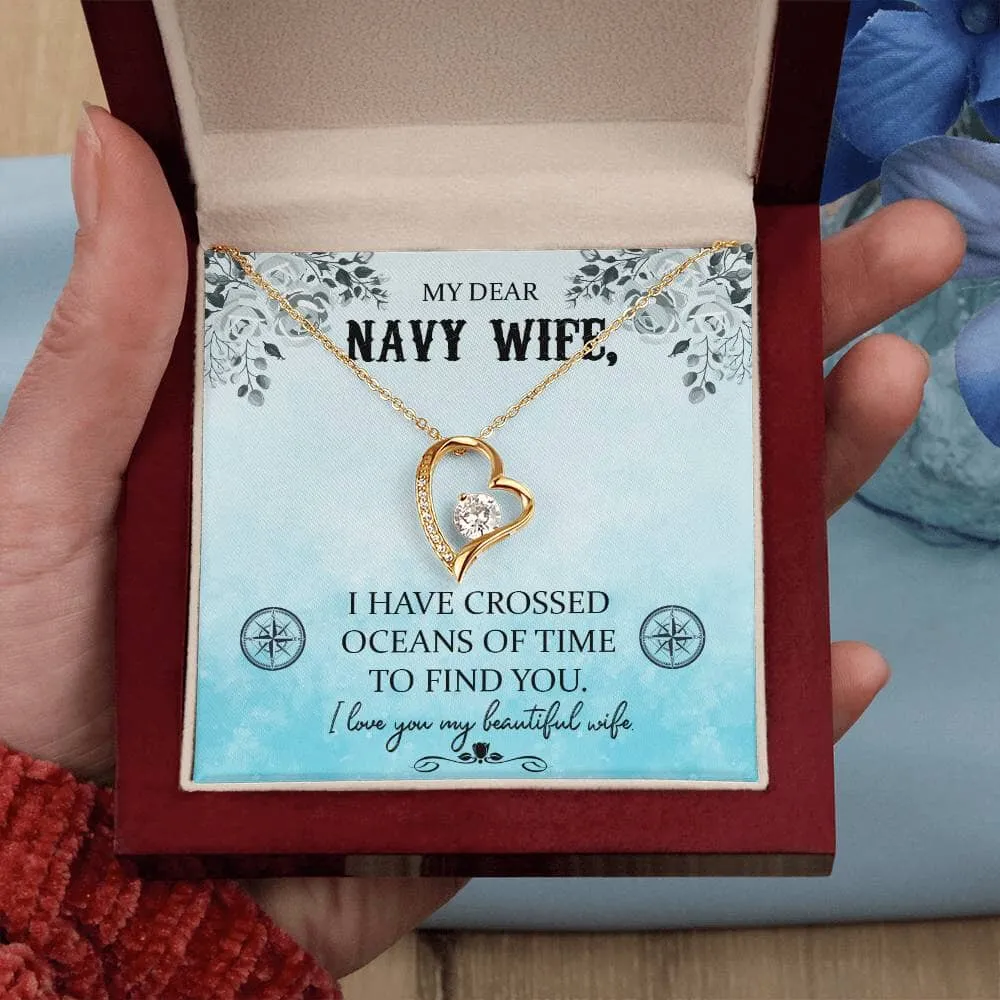 MY DEAR
NAVY WIFE,
I HAVE CROSSED
OCEANS OF TIME
TO FIND YOU.
I love you my beautiful wife.